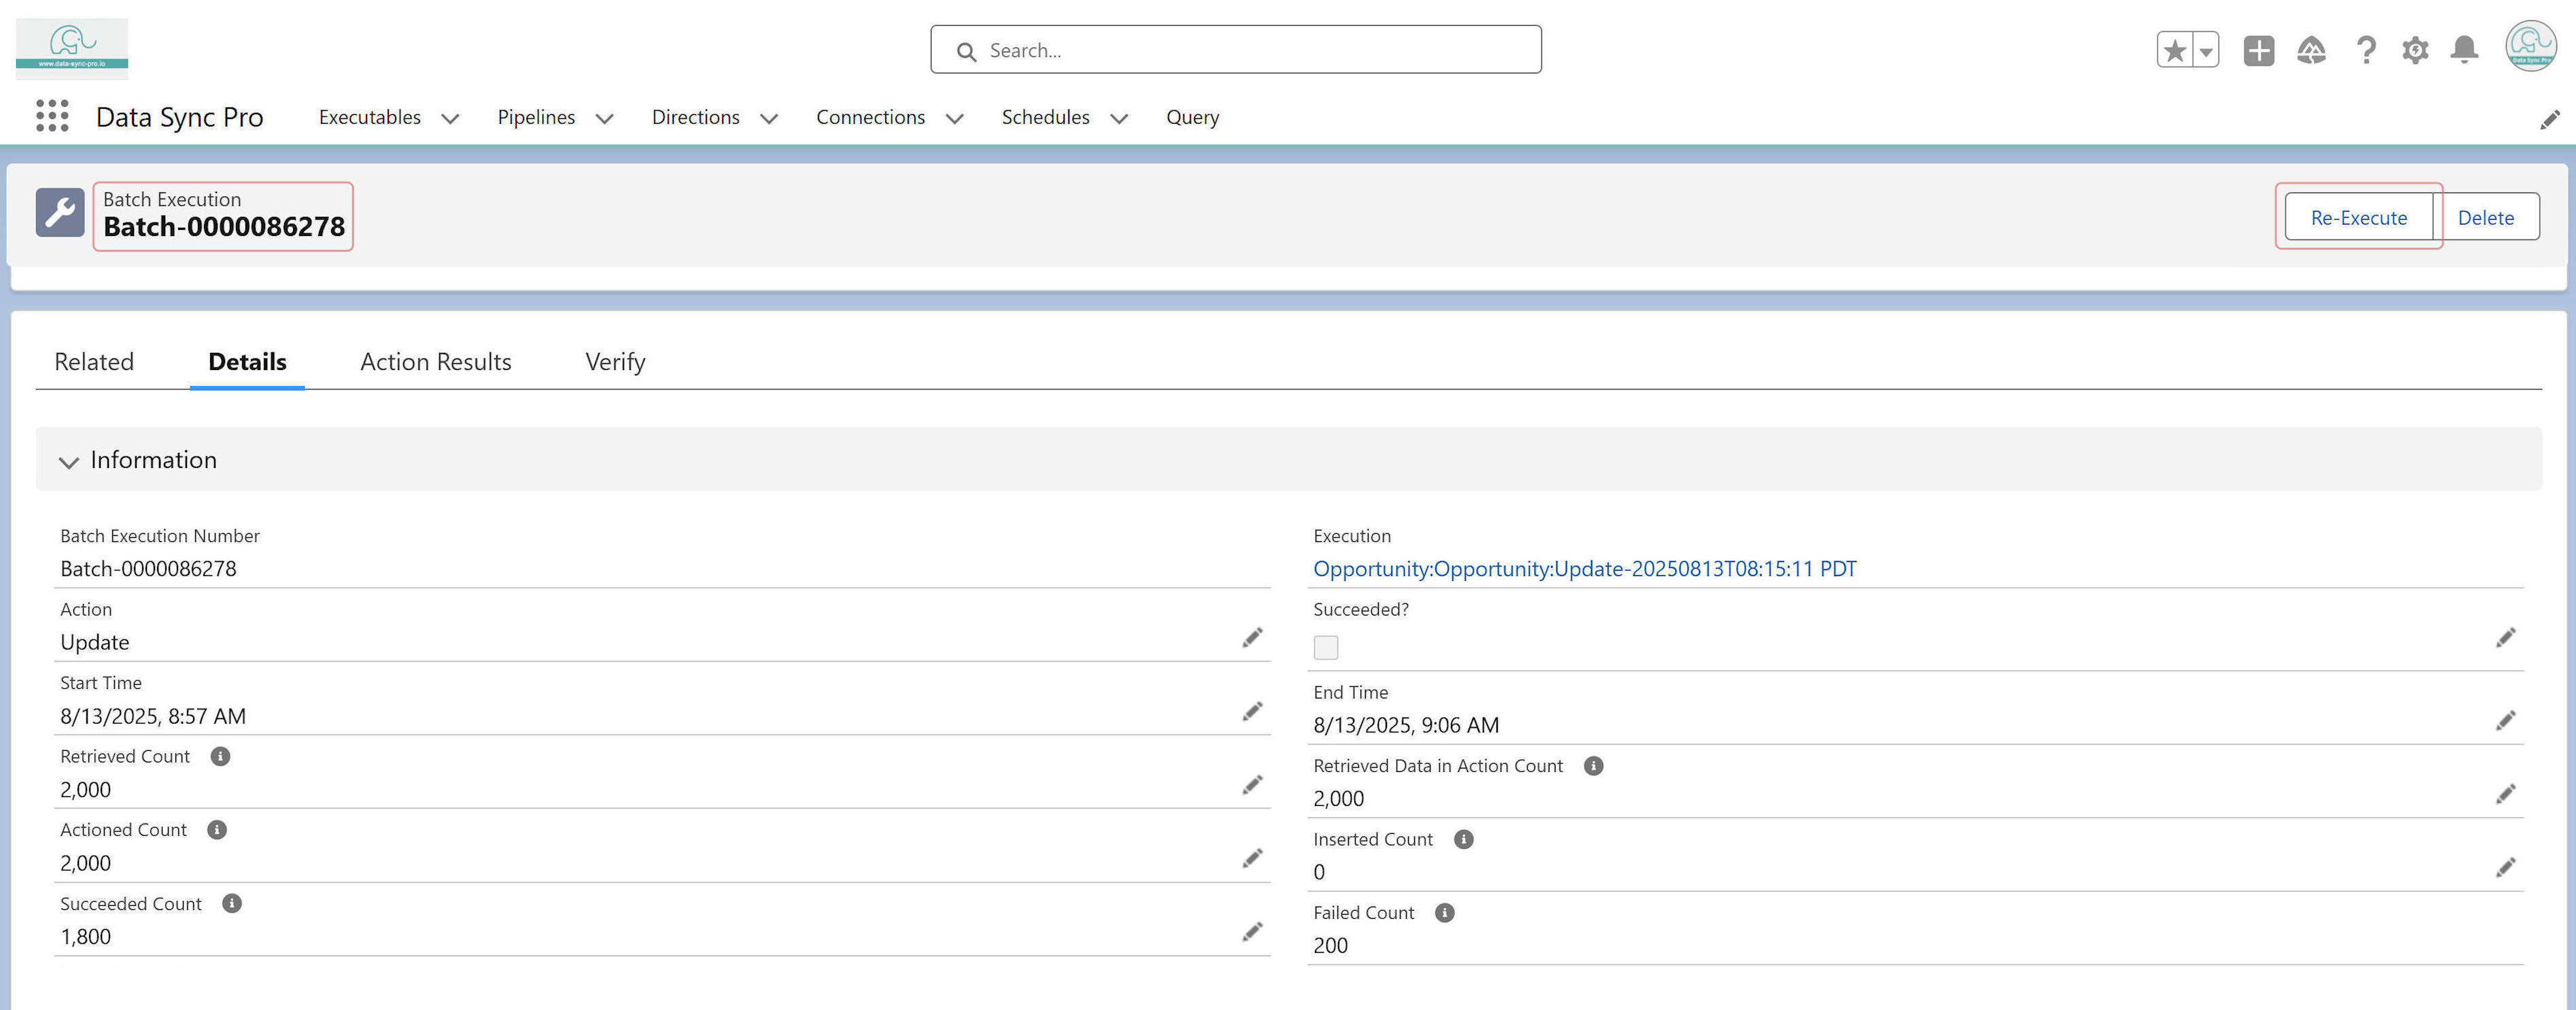 www.data-sync-pro.io
Search...
Data Sync Pro
Data Sync Pro
Executables
Pipelines
Directions
Connections
Schedules
Query
Batch Execution
Batch-0000086278
Re-Execute
Delete
Related
Details
Action Results
Verify
Information
Batch Execution Number
Batch-0000086278
Execution
Opportunity:Opportunity:Update-20250813T08:15:11 PDT
Action
Update
Succeeded?
Start Time
8/13/2025, 8:57 AM
End Time
8/13/2025, 9:06 AM
Retrieved Count
2,000
Retrieved Data in Action Count
2,000
Actioned Count
2,000
Inserted Count
0
Succeeded Count
1,800
Failed Count
200